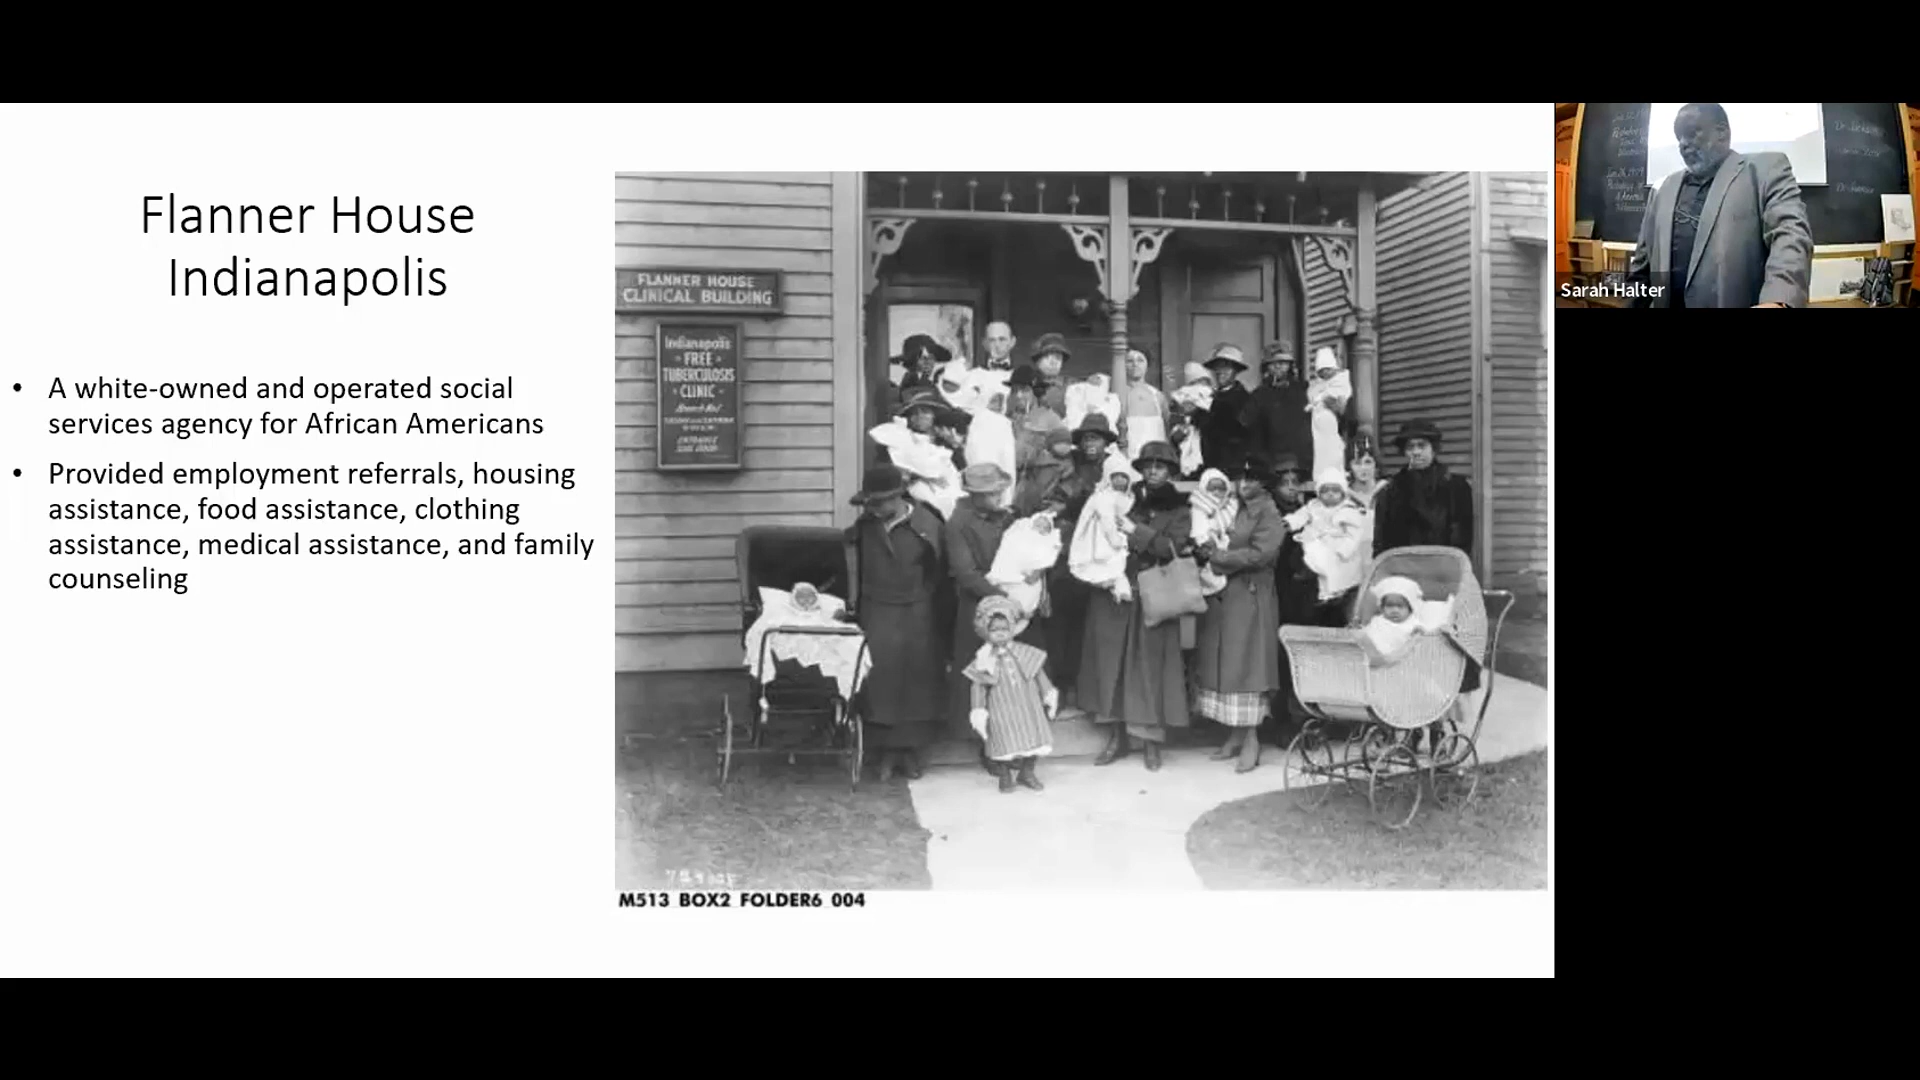 Flanner House
Indianapolis
• A white-owned and operated social
services agency for African Americans
• Provided employment referrals, housing
assistance, food assistance, clothing
assistance, medical assistance, and family
counseling
FLANNER HOUSE
CLINICAL BUILDING
Indianapolis
FREE
TUBERCULOSIS
CLINIC
M513 BOX2 FOLDER6 004
Sarah Halter